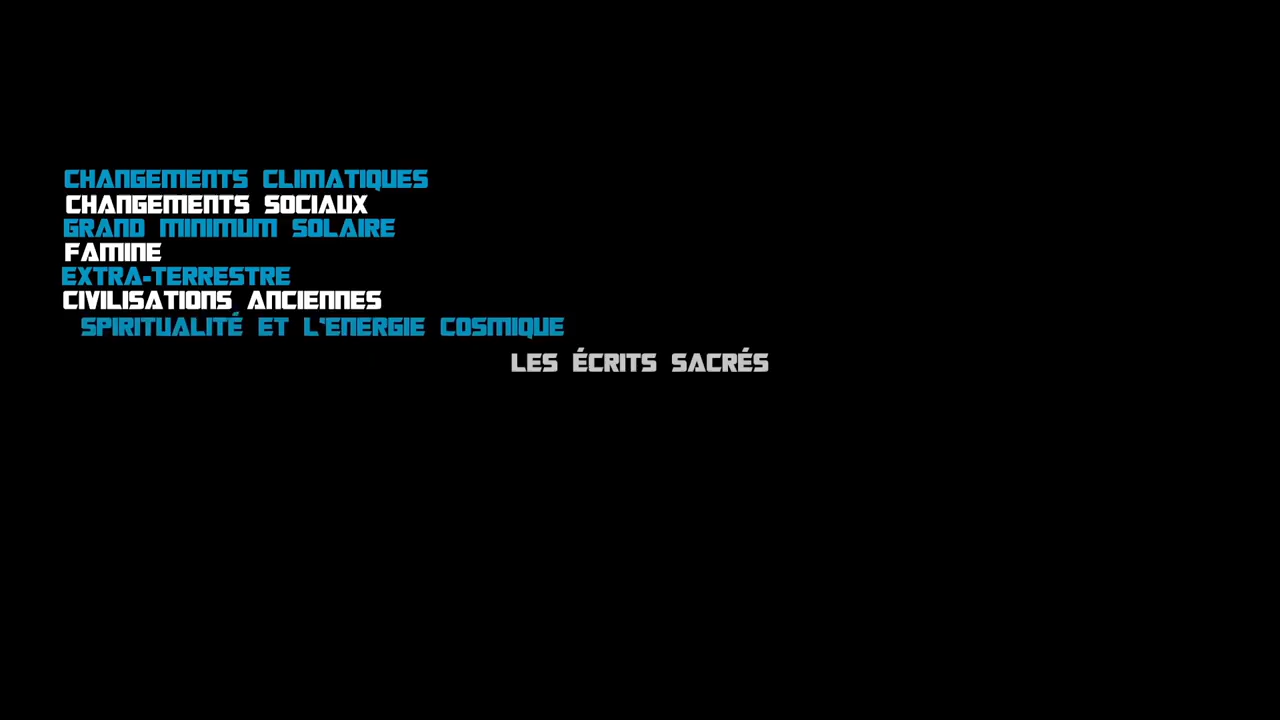 CHANGEMENTS CLIMATIQUES
CHANGEMENTS SOCIAUX
GRAND MINIMUM SOLAIRE
FAMINE
EXTRA-TERRESTRE
CIVILISATIONS ANCIENNES
SPIRITUALITÉ ET L'ENERGIE COSMIQUE
LES ÉCRITS SACRÉS